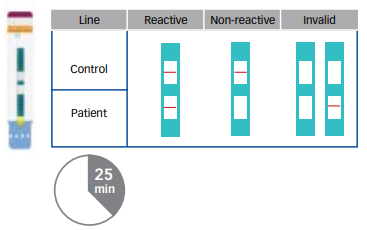 Line Reactive Non-reactive Invalid
Control
Patient
25
min